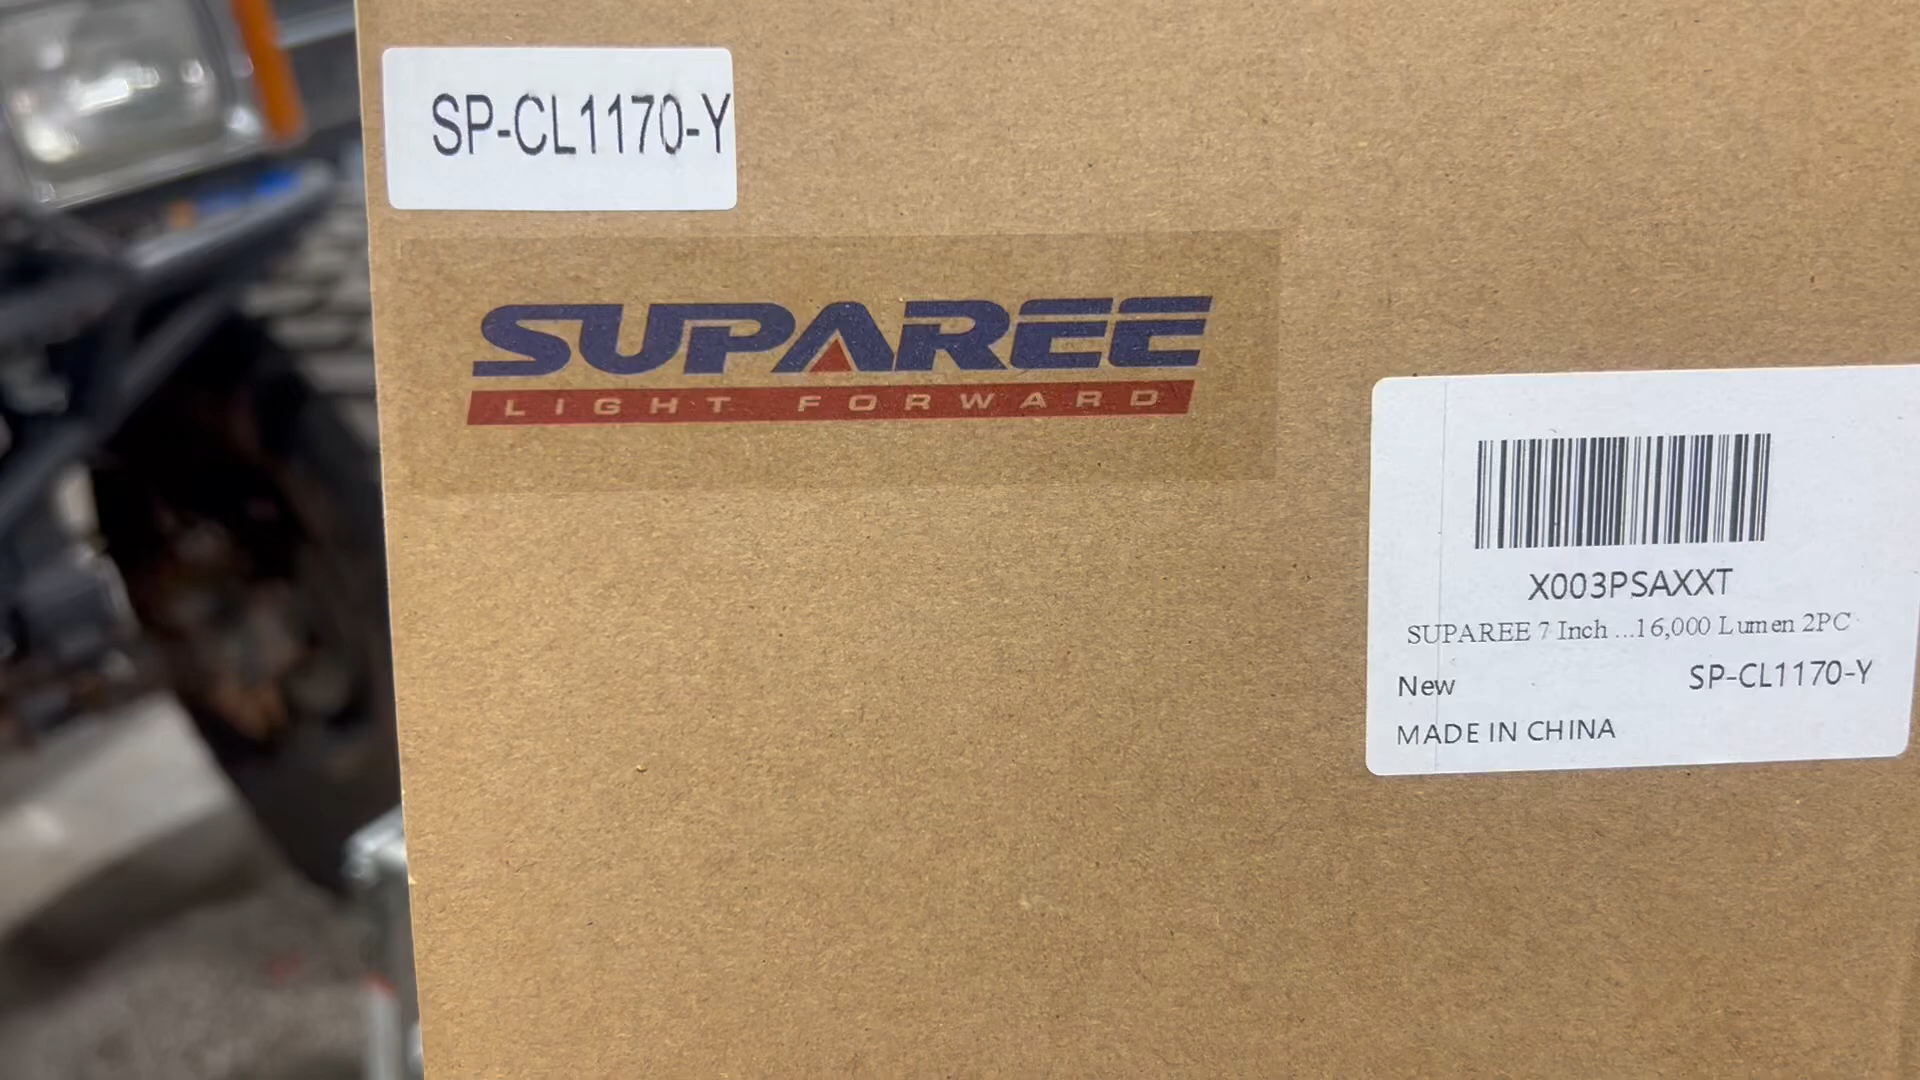 SP-CL1170-Y
SUPAREE
LIGHT FORWARD
X003PSAXXT
SUPAREE 7 Inch ...16,000 Lumen 2PC
New SP-CL1170-Y
MADE IN CHINA